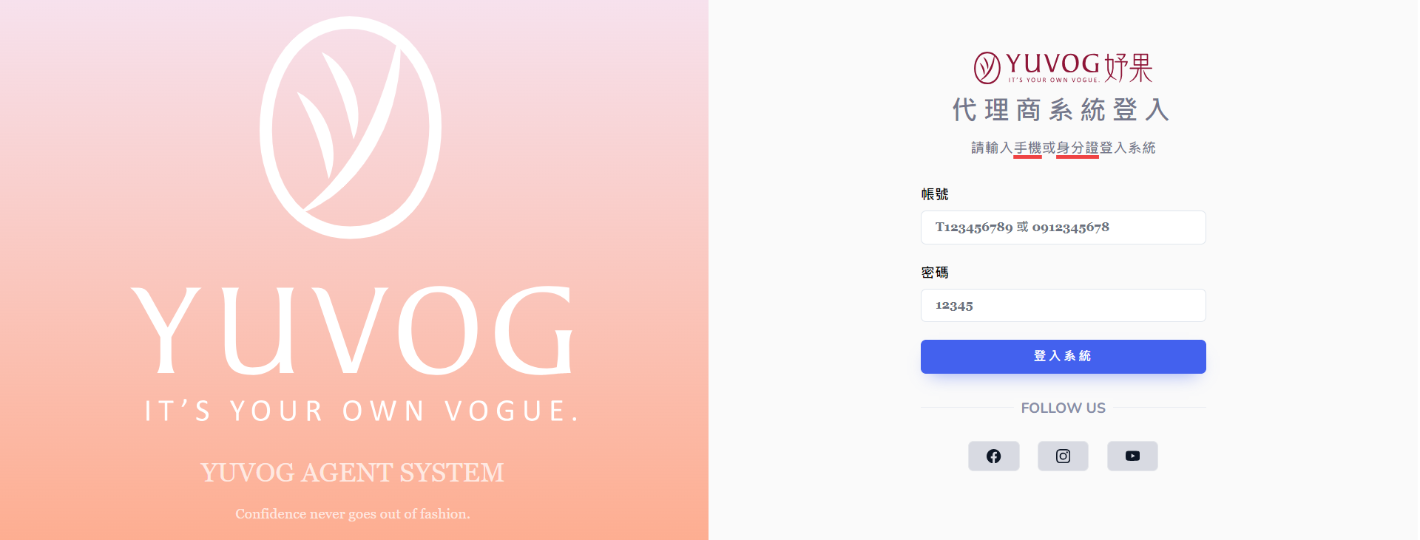 YUVOG
IT'S YOUR OWN VOGUE.
YUVOG AGENT SYSTEM
Confidence never goes out of fashion.
YUVOG 妤果
IT'S YOUR OWN VOGUE.
代理商系統登入
請輸入手機或身分證登入系統
帳號
T123456789 或 0912345678
密碼
12345
登入系統
FOLLOW US